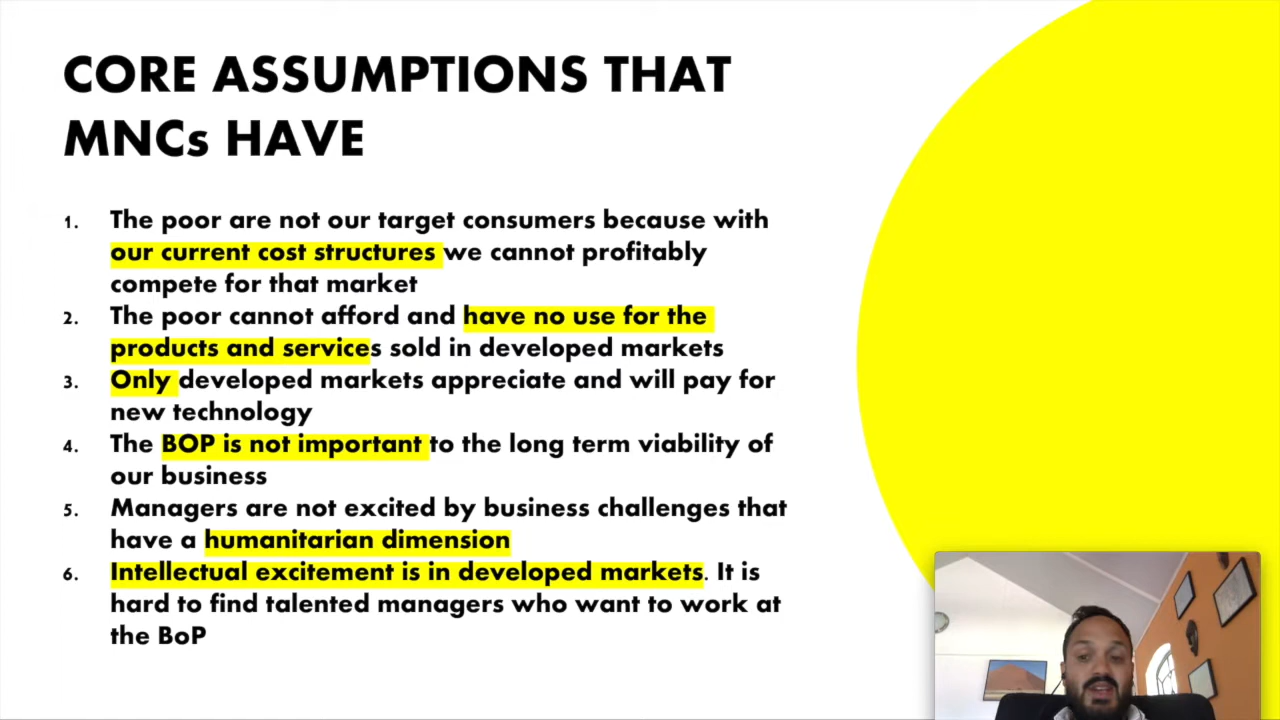 CORE ASSUMPTIONS THAT
MNCs HAVE
1. The poor are not our target consumers because with
our current cost structures we cannot profitably
compete for that market
2. The poor cannot afford and have no use for the
products and services sold in developed markets
3. Only developed markets appreciate and will pay for
new technology
4. The BOP is not important to the long term viability of
our business
5. Managers are not excited by business challenges that
have a humanitarian dimension
6. Intellectual excitement is in developed markets. It is
hard to find talented managers who want to work at
the BoP